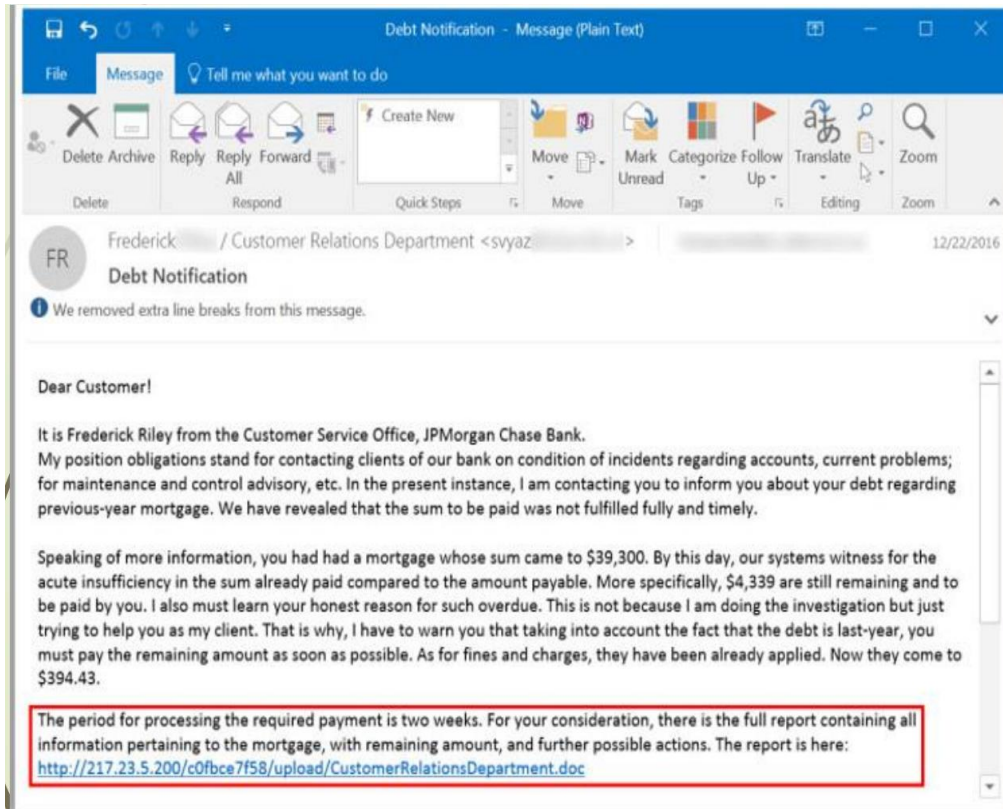 Debt Notification - Message (Plain Text)
File Message Tell me what you want to do
Delete Archive Reply Reply All Forward Create New Move Mark Unread Categorize Follow Up Translate Zoom
Delete Respond Quick Steps Move Tags Editing Zoom
FR Frederick / Customer Relations Department <svyaz > 12/22/2016
Debt Notification
We removed extra line breaks from this message.
Dear Customer!
It is Frederick Riley from the Customer Service Office, JPMorgan Chase Bank.
My position obligations stand for contacting clients of our bank on condition of incidents regarding accounts, current problems;
for maintenance and control advisory, etc. In the present instance, I am contacting you to inform you about your debt regarding
previous-year mortgage. We have revealed that the sum to be paid was not fulfilled fully and timely.
Speaking of more information, you had had a mortgage whose sum came to $39,300. By this day, our systems witness for the
acute insufficiency in the sum already paid compared to the amount payable. More specifically, $4,339 are still remaining and to
be paid by you. I also must learn your honest reason for such overdue. This is not because I am doing the investigation but just
trying to help you as my client. That is why, I have to warn you that taking into account the fact that the debt is last-year, you
must pay the remaining amount as soon as possible. As for fines and charges, they have been already applied. Now they come to
$394.43.
The period for processing the required payment is two weeks. For your consideration, there is the full report containing all
information pertaining to the mortgage, with remaining amount, and further possible actions. The report is here:
http://217.23.5.200/c0fbce7f58/upload/CustomerRelationsDepartment.doc